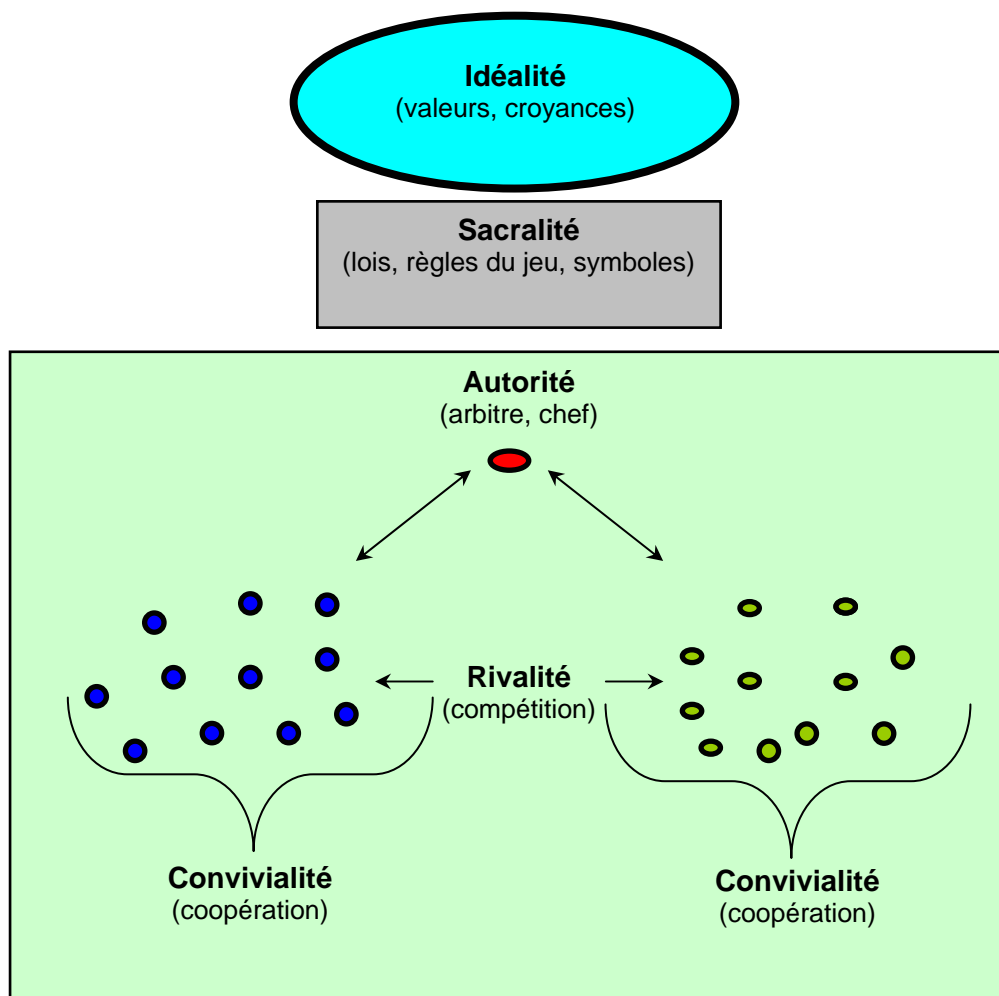 Idéalité
(valeurs, croyances)
Sacralité
(lois, règles du jeu, symboles)
Autorité
(arbitre, chef)
Rivalité
(compétition)
Convivialité
(coopération)
Convivialité
(coopération)